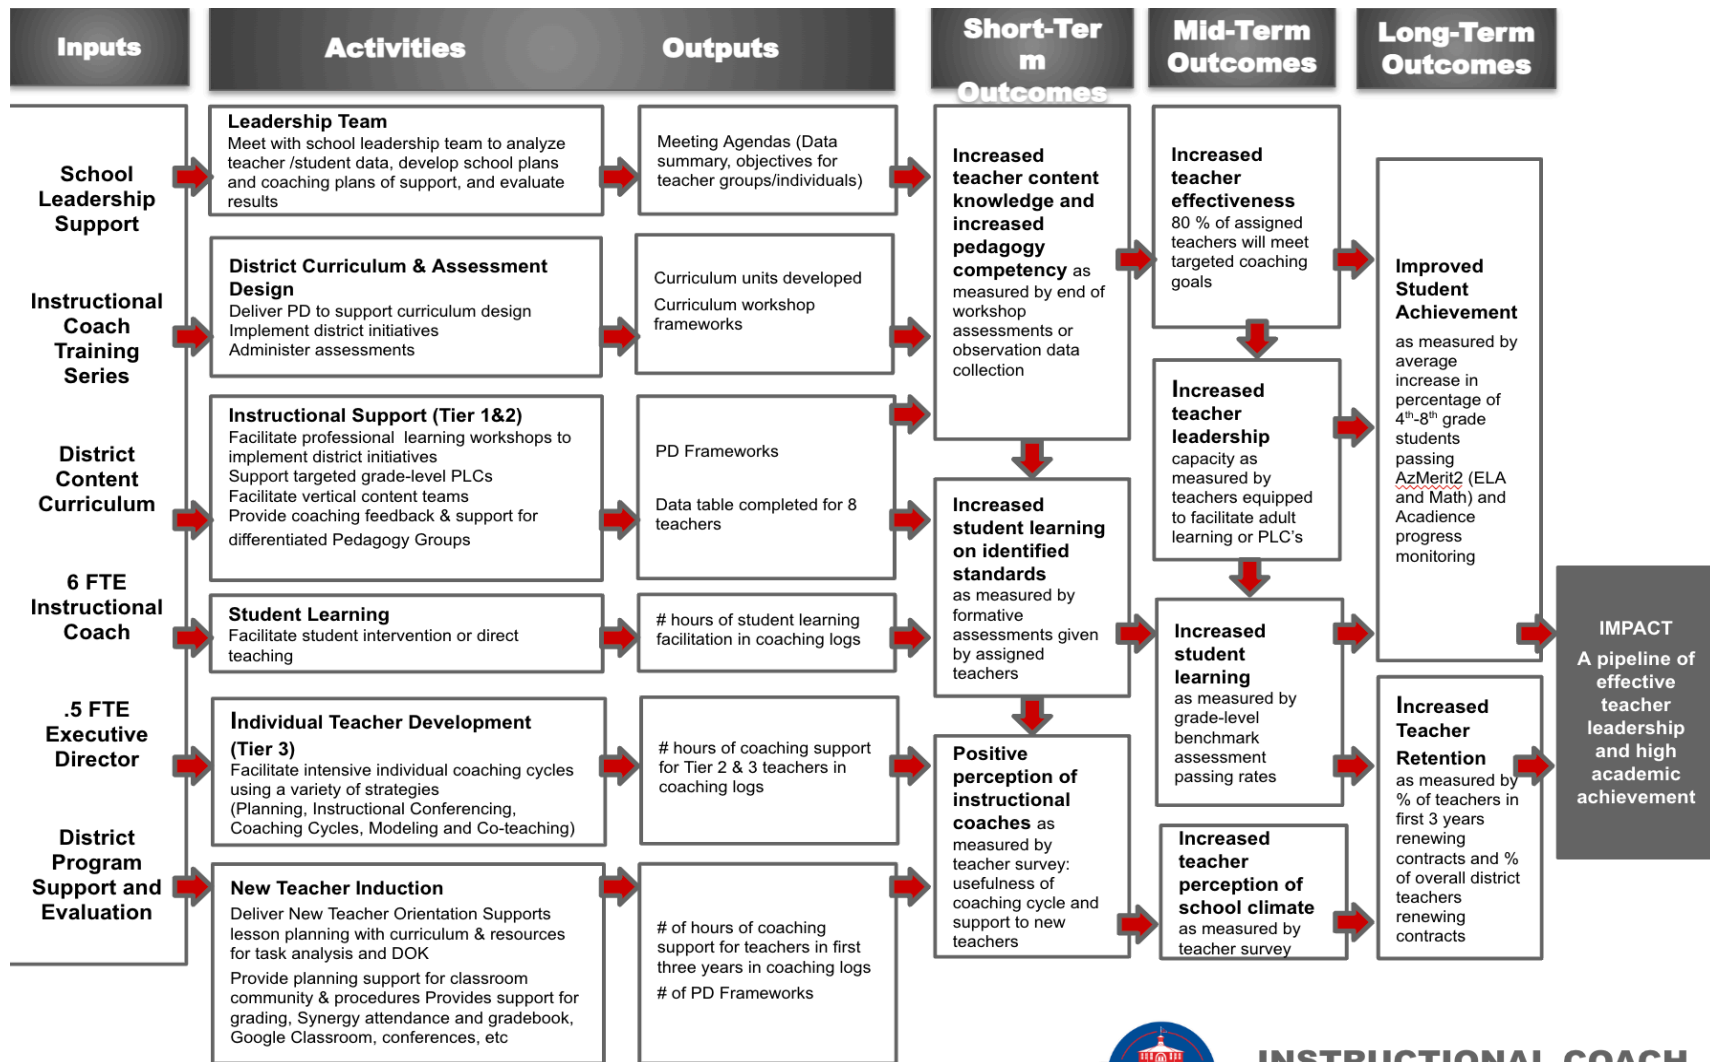 Inputs
Activities
Outputs
Short-Ter
m
Outcomes
Mid-Term
Outcomes
Long-Term
Outcomes
School
Leadership
Support
Instructional
Coach
Training
Series
District
Content
Curriculum
6 FTE
Instructional
Coach
.5 FTE
Executive
Director
District
Program
Support and
Evaluation
Leadership Team
Meet with school leadership team to analyze
teacher /student data, develop school plans
and coaching plans of support, and evaluate
results
District Curriculum & Assessment
Design
Deliver PD to support curriculum design
Implement district initiatives
Administer assessments
Instructional Support (Tier 1&2)
Facilitate professional learning workshops to
implement district initiatives
Support targeted grade-level PLCs
Facilitate vertical content teams
Provide coaching feedback & support for
differentiated Pedagogy Groups
Student Learning
Facilitate student intervention or direct
teaching
Individual Teacher Development
(Tier 3)
Facilitate intensive individual coaching cycles
using a variety of strategies
(Planning, Instructional Conferencing,
Coaching Cycles, Modeling and Co-teaching)
New Teacher Induction
Deliver New Teacher Orientation Supports
lesson planning with curriculum & resources
for task analysis and DOK
Provide planning support for classroom
community & procedures Provides support for
grading, Synergy attendance and gradebook,
Google Classroom, conferences, etc
Meeting Agendas (Data
summary, objectives for
teacher groups/individuals)
Curriculum units developed
Curriculum workshop
frameworks
PD Frameworks
Data table completed for 8
teachers
# hours of student learning
facilitation in coaching logs
# hours of coaching support
for Tier 2 & 3 teachers in
coaching logs
# of hours of coaching
support for teachers in first
three years in coaching logs
# of PD Frameworks
Increased
teacher content
knowledge and
increased
pedagogy
competency as
measured by end of
workshop
assessments or
observation data
collection
Increased
student learning
on identified
standards
as measured by
formative
assessments given
by assigned
teachers
Positive
perception of
instructional
coaches as
measured by
teacher survey:
usefulness of
coaching cycle and
support to new
teachers
Increased
teacher
effectiveness
80 % of assigned
teachers will meet
targeted coaching
goals
Increased
teacher
leadership
capacity as
measured by
teachers equipped
to facilitate adult
learning or PLC's
Increased
student
learning
as measured by
grade-level
benchmark
assessment
passing rates
Increased
teacher
perception of
school climate
as measured by
teacher survey
Improved
Student
Achievement
as measured by
average
increase in
percentage of
4th-8th grade
students
passing
AzMerit2 (ELA
and Math) and
Acadience
progress
monitoring
Increased
Teacher
Retention
as measured by
% of teachers in
first 3 years
renewing
contracts and %
of overall district
teachers
renewing
contracts
IMPACT
A pipeline of
effective
teacher
leadership
and high
academic
achievement
INSTRUCTIONAL COACH